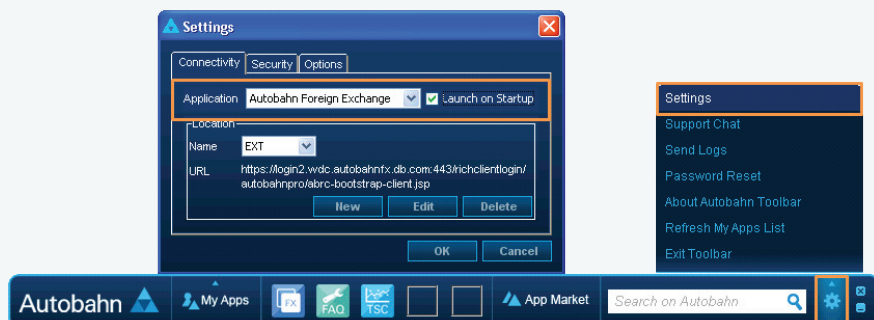 Settings
Connectivity Security Options
Application Autobahn Foreign Exchange Launch on Startup
Location
Name EXT
URL https://login2.wdc.autobahnfx.db.com:443/richclientlogin/
autobahnpro/abrc-bootstrap-client.jsp
New Edit Delete
OK Cancel
Settings
Support Chat
Send Logs
Password Reset
About Autobahn Toolbar
Refresh My Apps List
Exit Toolbar
Autobahn My Apps FX FAQ TSC App Market Search on Autobahn